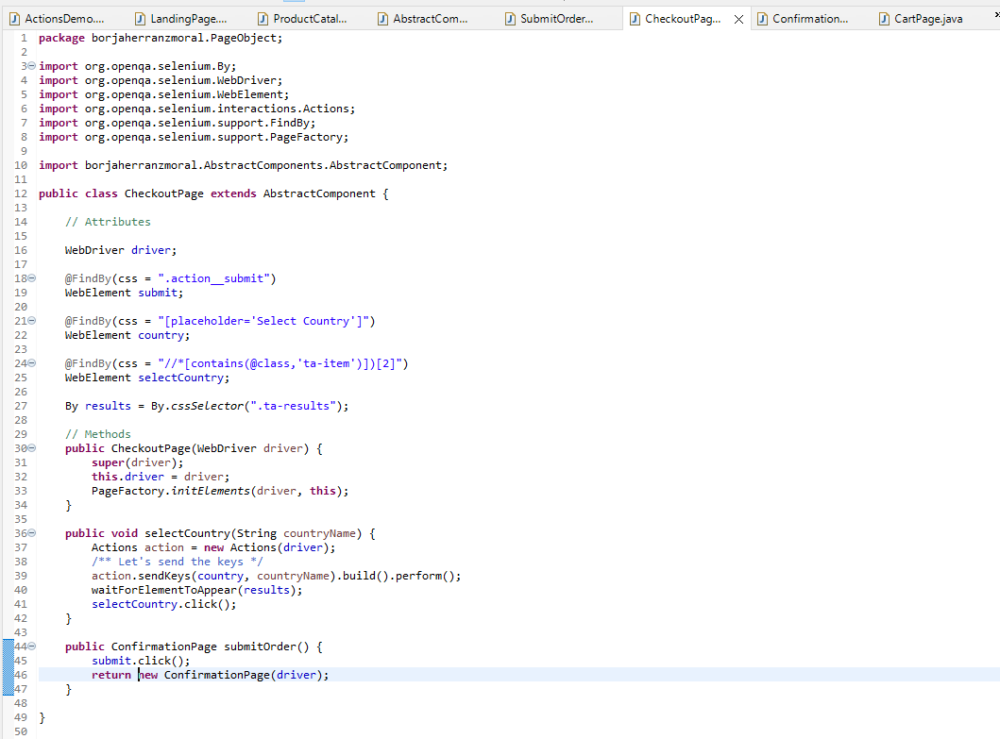 ActionsDemo.... LandingPage.... ProductCatal... AbstractCom... SubmitOrder... CheckoutPag... Confirmation... CartPage.java
1 package borjaherranzmoral.PageObject;
2
3 import org.openqa.selenium.By;
4 import org.openqa.selenium.WebDriver;
5 import org.openqa.selenium.WebElement;
6 import org.openqa.selenium.interactions.Actions;
7 import org.openqa.selenium.support.FindBy;
8 import org.openqa.selenium.support.PageFactory;
9
10 import borjaherranzmoral.AbstractComponents.AbstractComponent;
11
12 public class CheckoutPage extends AbstractComponent {
13
14 // Attributes
15
16 WebDriver driver;
17
18 @FindBy(css = ".action__submit")
19 WebElement submit;
20
21 @FindBy(css = "[placeholder='Select Country']")
22 WebElement country;
23
24 @FindBy(css = "//*[contains(@class,'ta-item')])[2]")
25 WebElement selectCountry;
26
27 By results = By.cssSelector(".ta-results");
28
29 // Methods
30 public CheckoutPage(WebDriver driver) {
31 super(driver);
32 this.driver = driver;
33 PageFactory.initElements(driver, this);
34 }
35
36 public void selectCountry(String countryName) {
37 Actions action = new Actions(driver);
38 /** Let's send the keys */
39 action.sendKeys(country, countryName).build().perform();
40 waitForElementToAppear(results);
41 selectCountry.click();
42 }
43
44 public ConfirmationPage submitOrder() {
45 submit.click();
46 return new ConfirmationPage(driver);
47 }
48
49 }
50